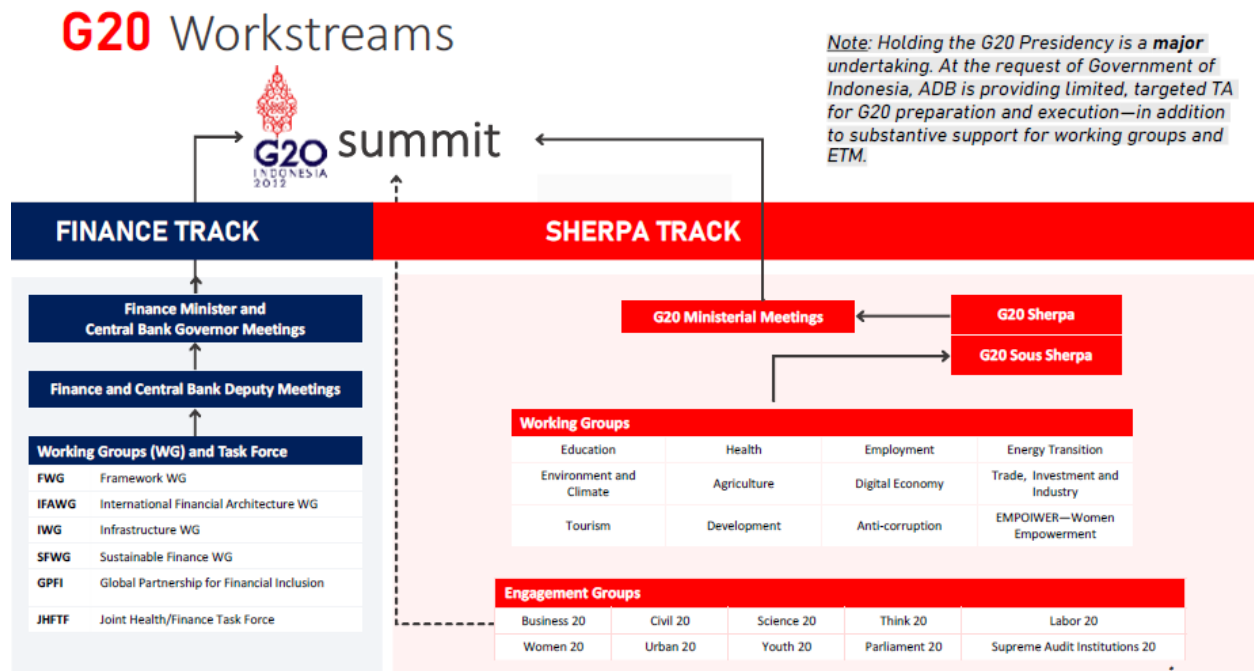 G20 Workstreams
Note: Holding the G20 Presidency is a major
undertaking. At the request of Government of
Indonesia, ADB is providing limited, targeted TA
for G20 preparation and execution—in addition
to substantive support for working groups and
ETM.
G20
INDONESIA
2012
summit
FINANCE TRACK
SHERPA TRACK
Finance Minister and
Central Bank Governor Meetings
Finance and Central Bank Deputy Meetings
Working Groups (WG) and Task Force
FWG Framework WG
IFAWG International Financial Architecture WG
IWG Infrastructure WG
SFWG Sustainable Finance WG
GPFI Global Partnership for Financial Inclusion
JHFTF Joint Health/Finance Task Force
G20 Ministerial Meetings
G20 Sherpa
G20 Sous Sherpa
Working Groups
Education
Health
Employment
Energy Transition
Environment and
Climate
Agriculture
Digital Economy
Trade, Investment and
Industry
Tourism
Development
Anti-corruption
EMPOIWER—Women
Empowerment
Engagement Groups
Business 20
Civil 20
Science 20
Think 20
Labor 20
Women 20
Urban 20
Youth 20
Parliament 20
Supreme Audit Institutions 20